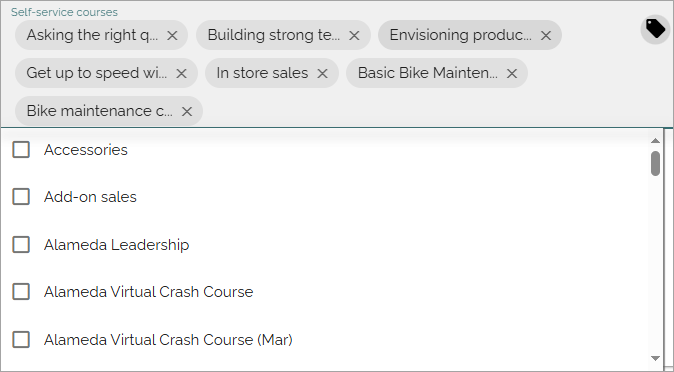 Self-service courses
Asking the right q... Building strong te... Envisioning produc...
Get up to speed wi... In store sales Basic Bike Mainten...
Bike maintenance c...
Accessories
Add-on sales
Alameda Leadership
Alameda Virtual Crash Course
Alameda Virtual Crash Course (Mar)